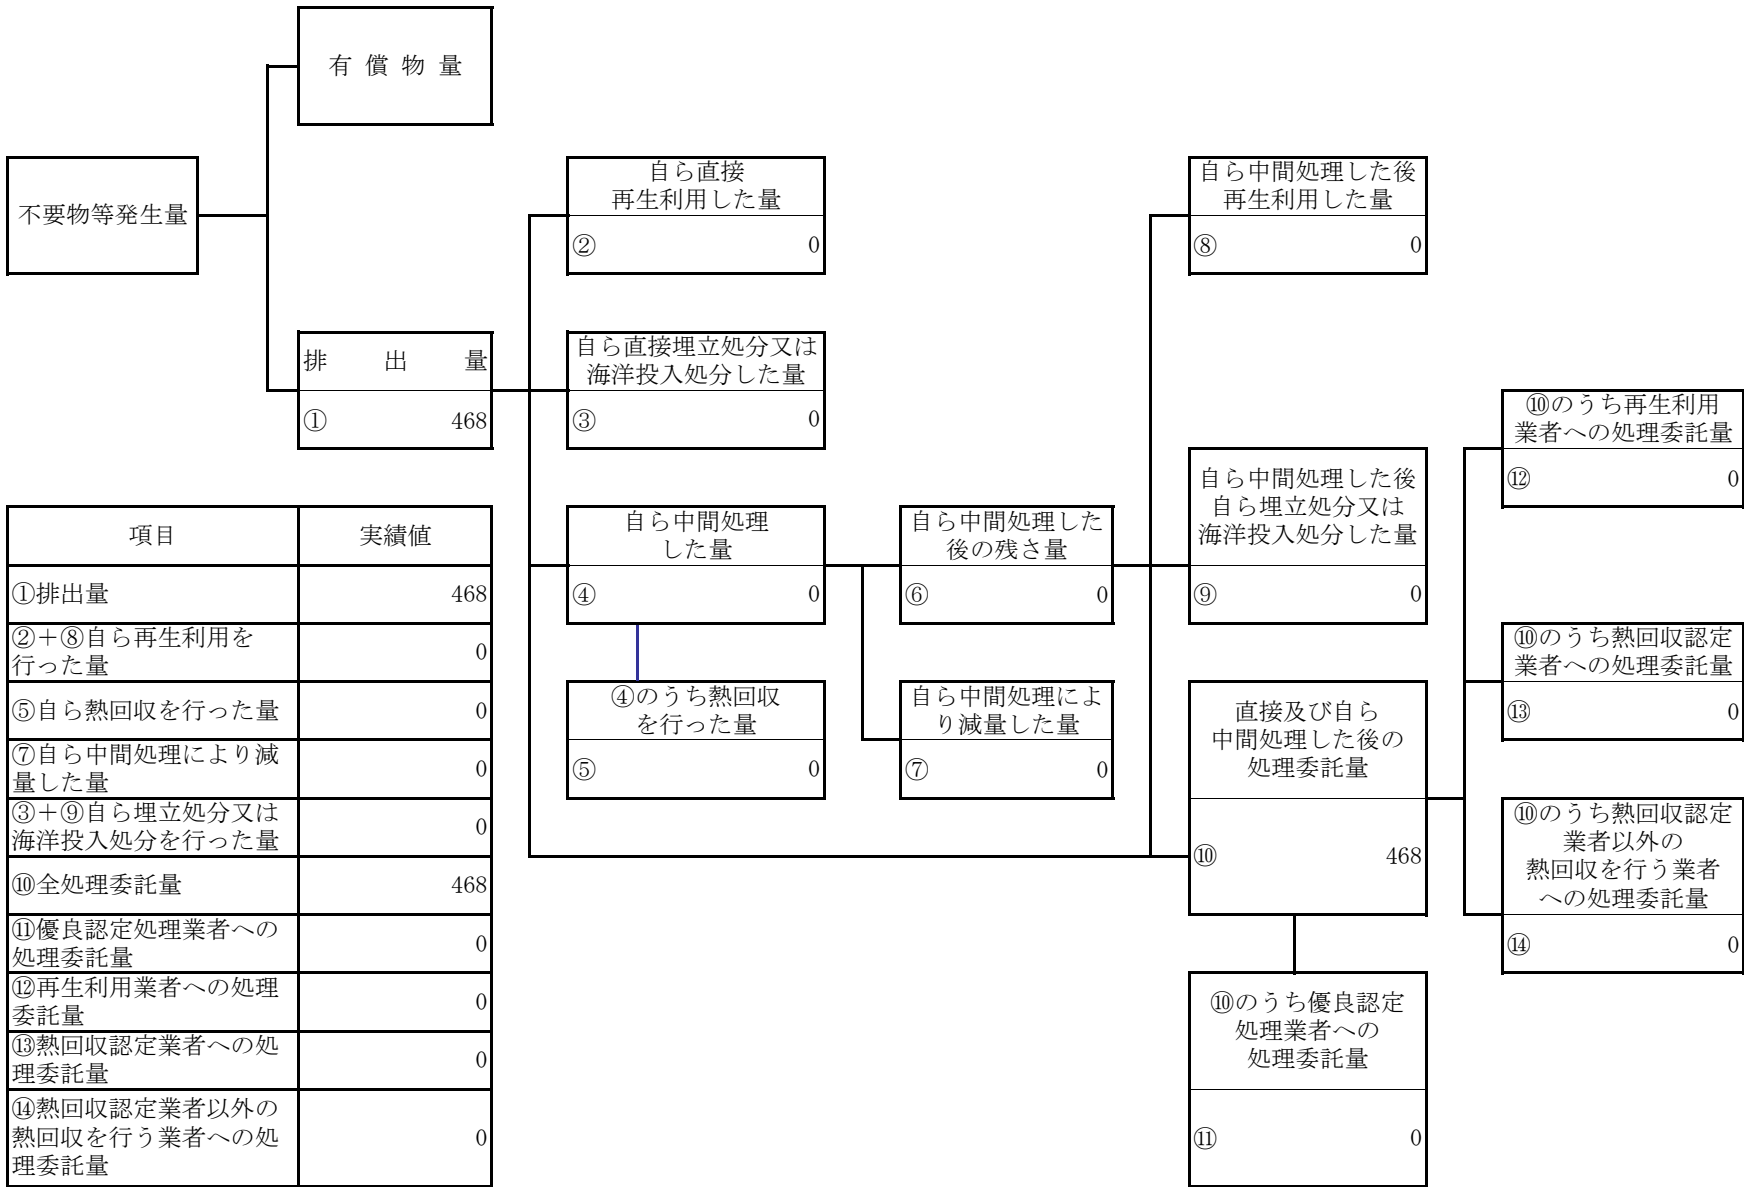 有償物量
不要物等発生量
排出量
① 468
自ら直接
再生利用した量
② 0
自ら直接埋立処分又は
海洋投入処分した量
③ 0
自ら中間処理
した量
④ 0
④のうち熱回収
を行った量
⑤ 0
自ら中間処理した
後の残さ量
⑥ 0
自ら中間処理によ
り減量した量
⑦ 0
自ら中間処理した後
再生利用した量
⑧ 0
自ら中間処理した後
自ら埋立処分又は
海洋投入処分した量
⑨ 0
直接及び自ら
中間処理した後の
処理委託量
⑩ 468
⑩のうち優良認定
処理業者への
処理委託量
⑪ 0
⑩のうち再生利用
業者への処理委託量
⑫ 0
⑩のうち熱回収認定
業者への処理委託量
⑬ 0
⑩のうち熱回収認定
業者以外の
熱回収を行う業者
への処理委託量
⑭ 0
項目 実績値
①排出量 468
②＋⑧自ら再生利用を
行った量 0
⑤自ら熱回収を行った量 0
⑦自ら中間処理により減
量した量 0
③＋⑨自ら埋立処分又は
海洋投入処分を行った量 0
⑩全処理委託量 468
⑪優良認定処理業者への
処理委託量 0
⑫再生利用業者への処理
委託量 0
⑬熱回収認定業者への処
理委託量 0
⑭熱回収認定業者以外の
熱回収を行う業者への処
理委託量 0